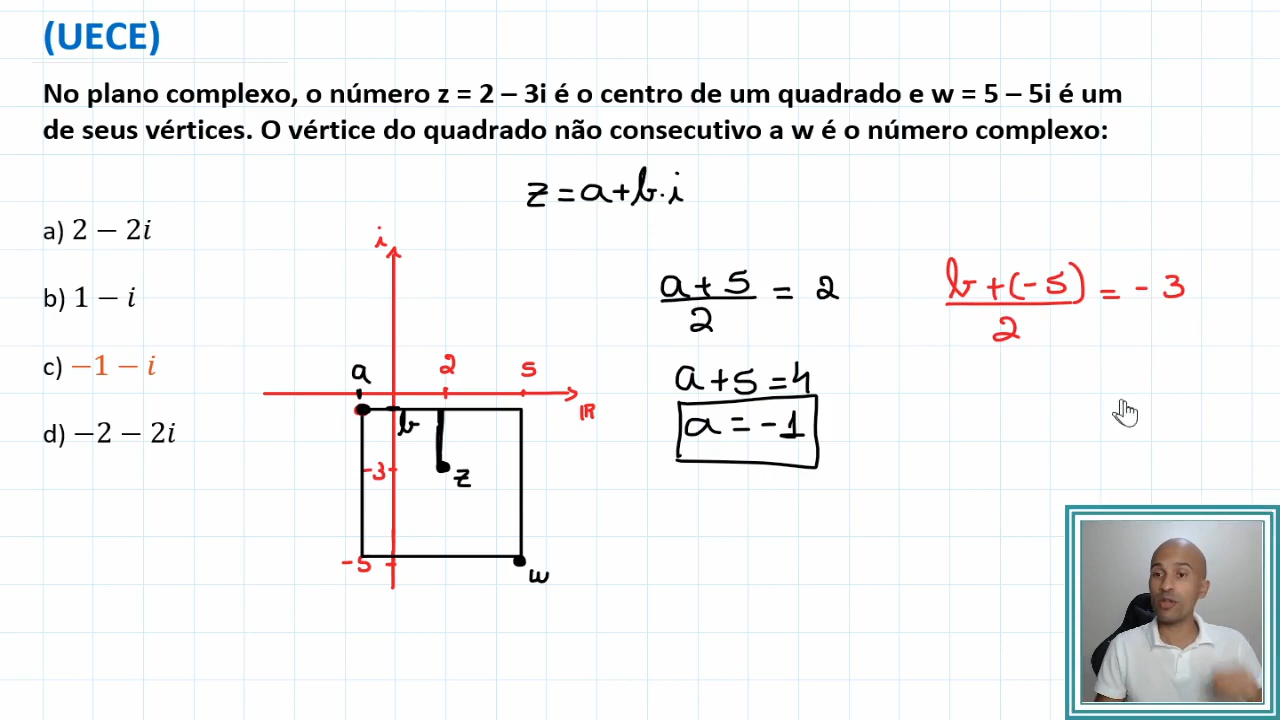 (UECE)
No plano complexo, o número z = 2 – 3i é o centro de um quadrado e w = 5 – 5i é um
de seus vértices. O vértice do quadrado não consecutivo a w é o número complexo:
z = a + b·i
a) 2 − 2i
b) 1 − i
c) −1 − i
d) −2 − 2i
i
a
2
5
IR
b
-3
z
-5
w
a + 5
2
= 2
a + 5 = 4
a = -1
b + (-5)
2
= -3